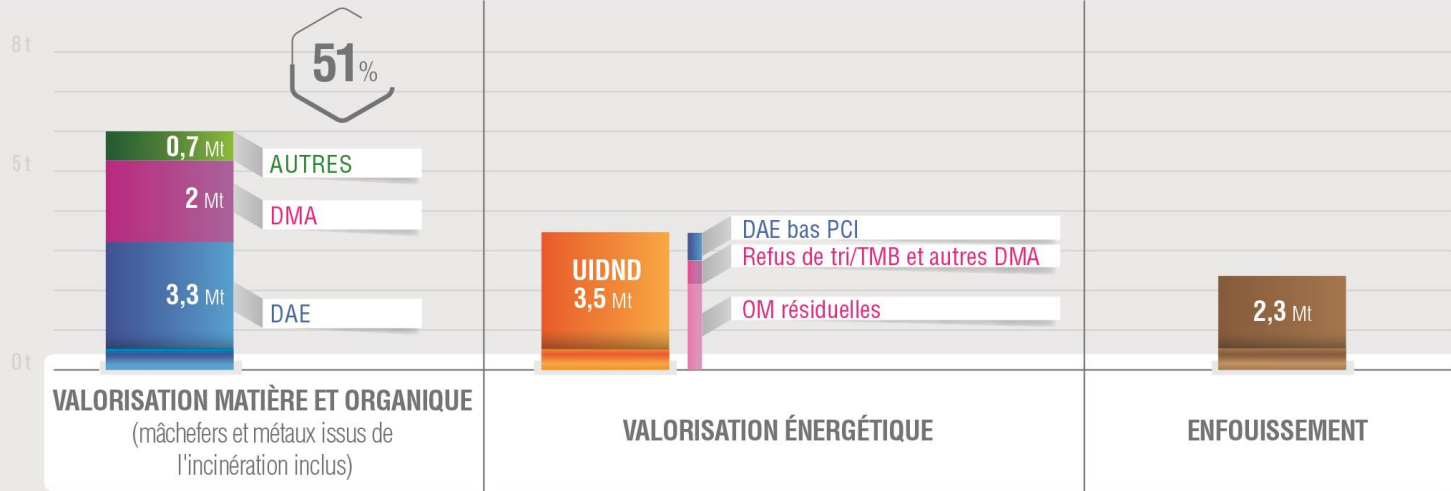 8 t
5 t
0 t
51 %
0,7 Mt
AUTRES
2 Mt
DMA
3,3 Mt
DAE
VALORISATION MATIÈRE ET ORGANIQUE
(mâchefers et métaux issus de
l'incinération inclus)
UIDND
3,5 Mt
DAE bas PCI
Refus de tri/TMB et autres DMA
OM résiduelles
VALORISATION ÉNERGÉTIQUE
2,3 Mt
ENFOUISSEMENT